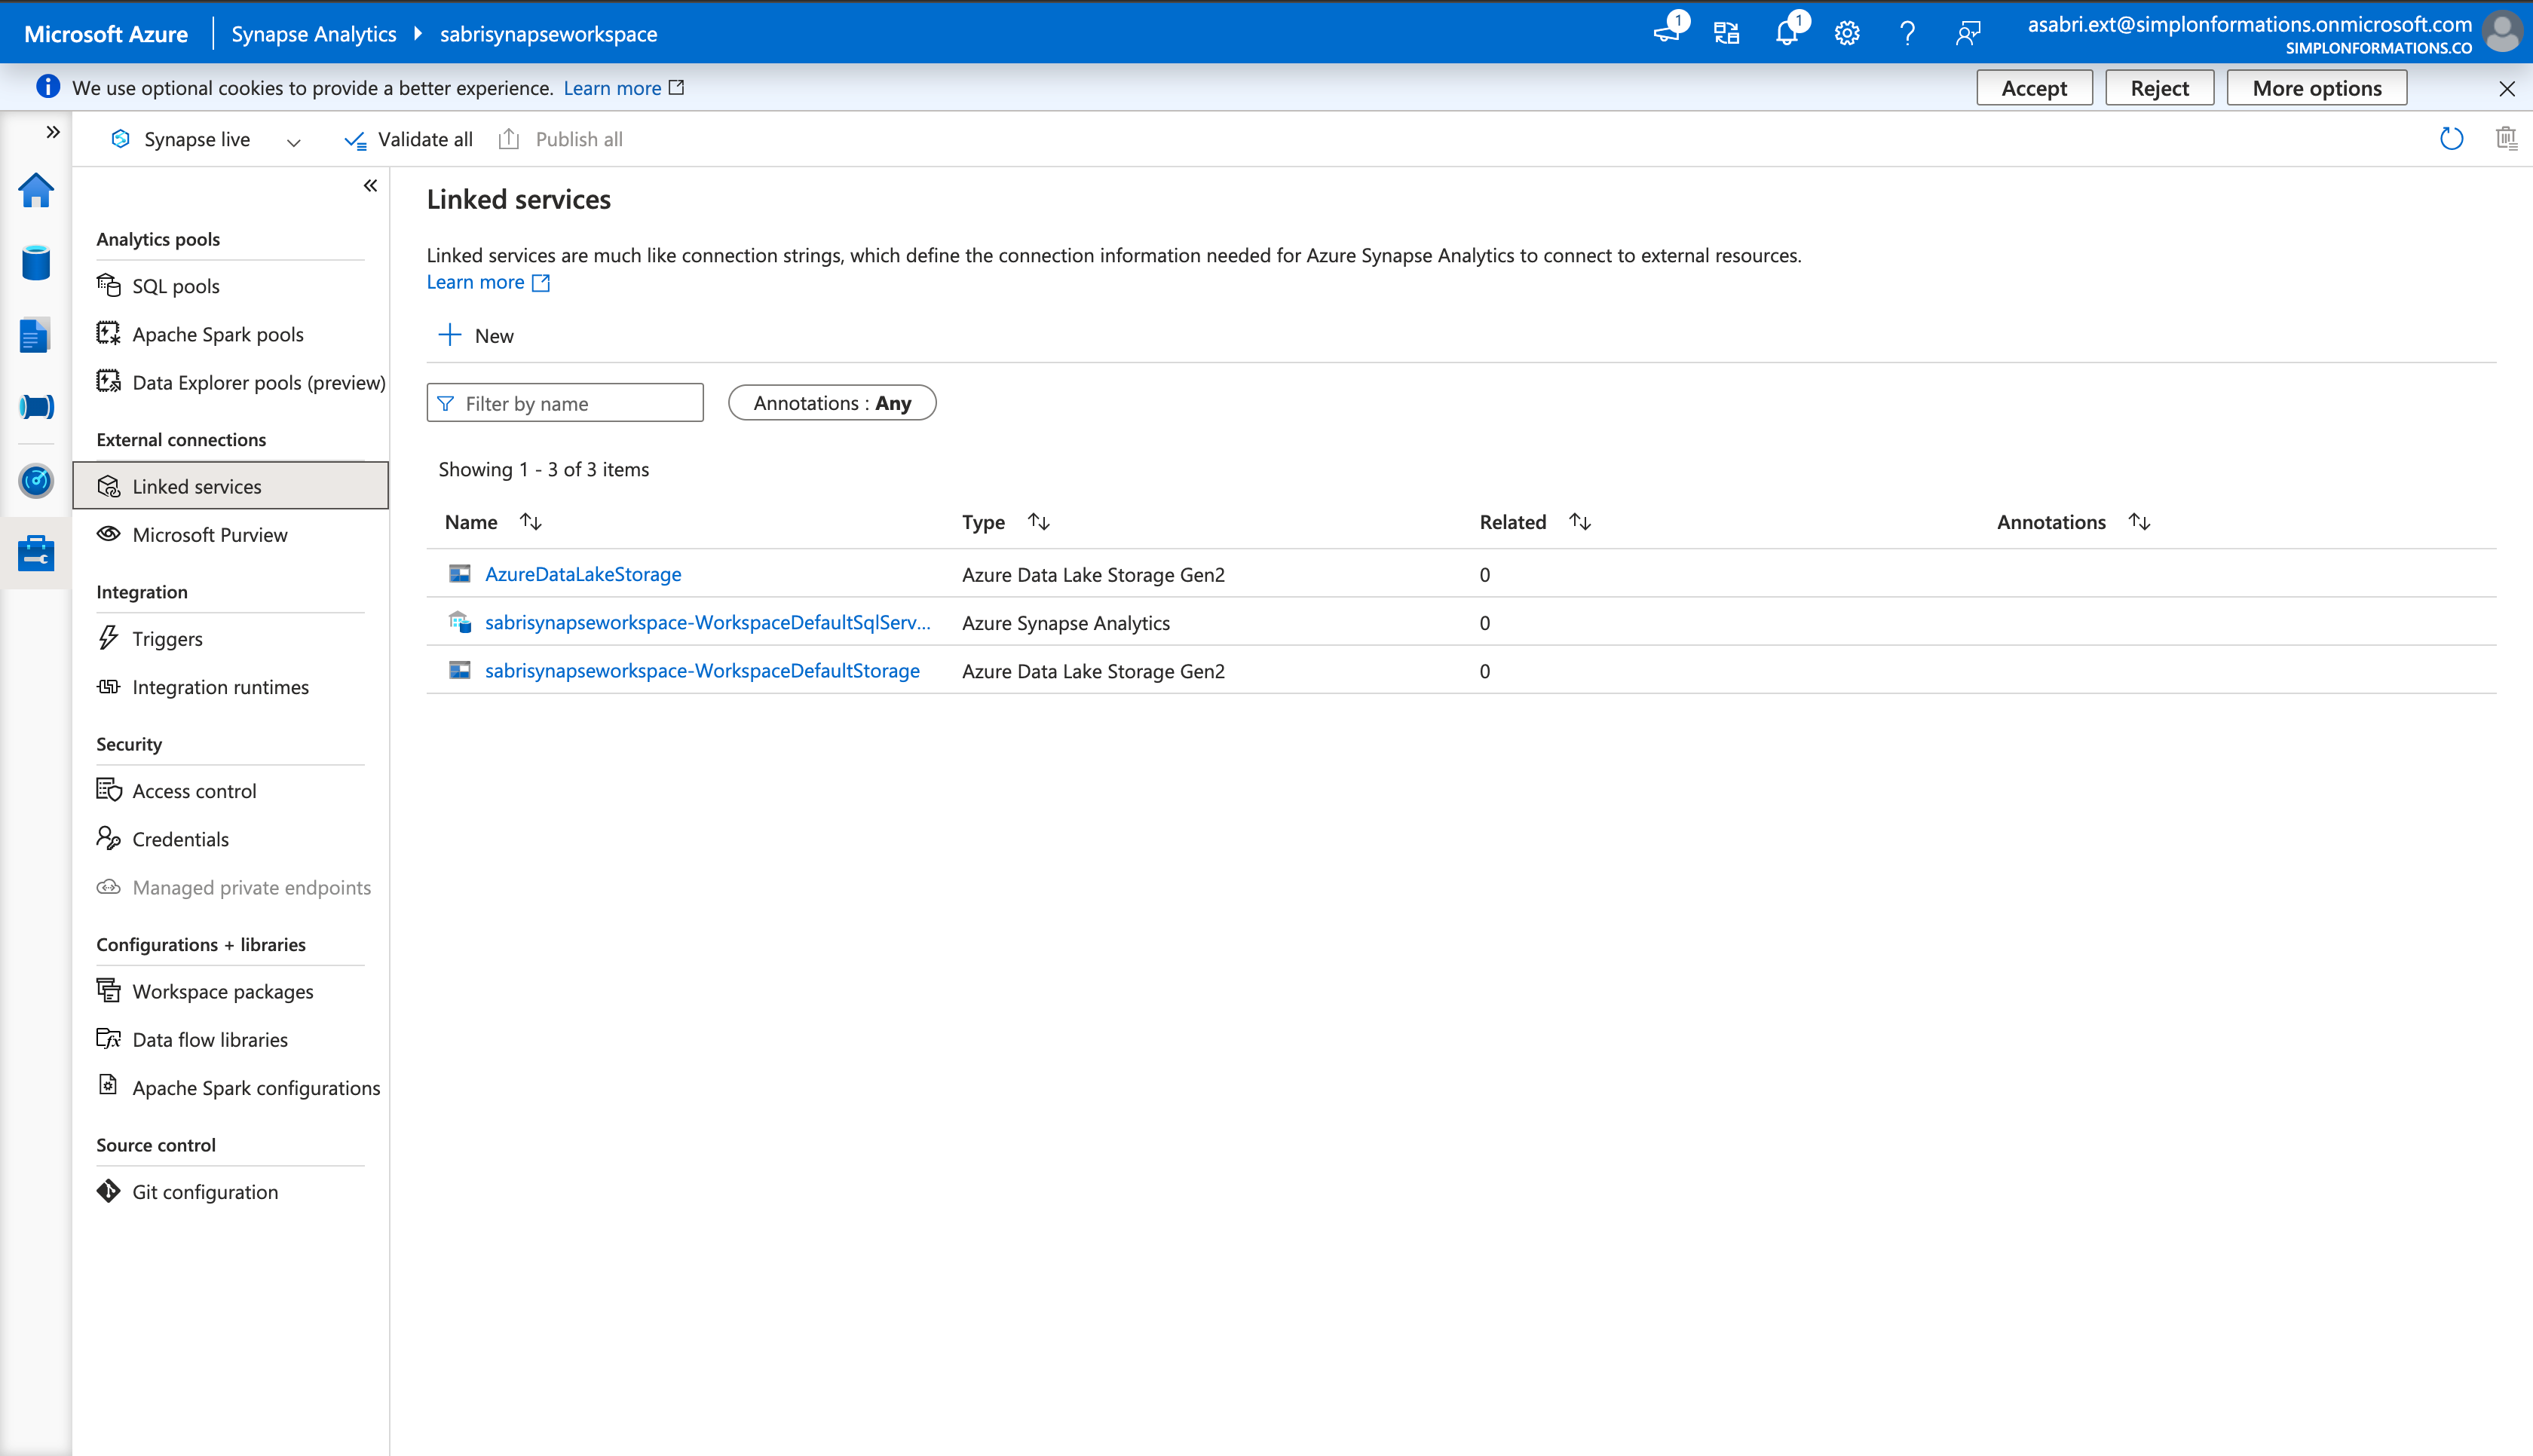 Microsoft Azure
Synapse Analytics
sabrisynapseworkspace
1
1
asabri.ext@simplonformations.onmicrosoft.com
SIMPLONFORMATIONS.CO
We use optional cookies to provide a better experience. Learn more
Accept
Reject
More options
Synapse live
Validate all
Publish all
Analytics pools
SQL pools
Apache Spark pools
Data Explorer pools (preview)
External connections
Linked services
Microsoft Purview
Integration
Triggers
Integration runtimes
Security
Access control
Credentials
Managed private endpoints
Configurations + libraries
Workspace packages
Data flow libraries
Apache Spark configurations
Source control
Git configuration
Linked services
Linked services are much like connection strings, which define the connection information needed for Azure Synapse Analytics to connect to external resources.
Learn more
New
Filter by name
Annotations : Any
Showing 1 - 3 of 3 items
Name Type Related Annotations
AzureDataLakeStorage Azure Data Lake Storage Gen2 0
sabrisynapseworkspace-WorkspaceDefaultSqlServ... Azure Synapse Analytics 0
sabrisynapseworkspace-WorkspaceDefaultStorage Azure Data Lake Storage Gen2 0